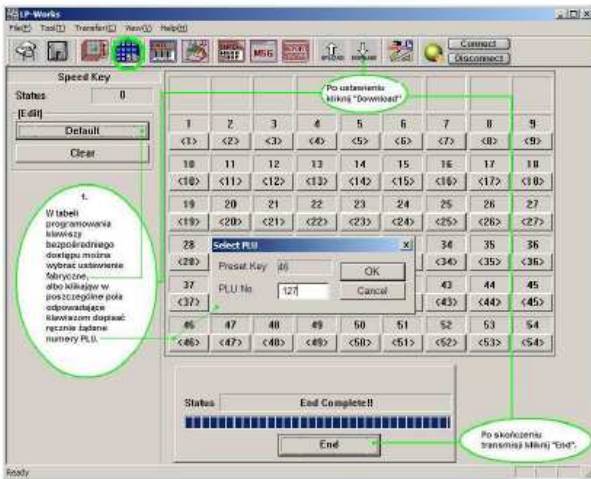 LP-Works
File(F) Tool(T) Transfer(C) View(V) Help(H)
MSG UPLOAD DOWNLOAD Connect
Disconnect
Speed Key
Status 0
[Edit]
Default
Clear
Po ustawieniu
kliknij "Download"
1 2 3 4 5 6 7 8 9
<1> <2> <3> <4> <5> <6> <7> <8> <9>
10 11 12 13 14 15 16 17 18
<10> <11> <12> <13> <14> <15> <16> <17> <18>
19 20 21 22 23 24 25 26 27
<19> <20> <21> <22> <23> <24> <25> <26> <27>
28 34 35 36
<28> <34> <35> <36>
37 43 44 45
<37> <43> <44> <45>
46 47 48 49 50 51 52 53 54
<46> <47> <48> <49> <50> <51> <52> <53> <54>
Select PLU
Preset Key 46 OK
PLU No. 127 Cancel
1.
W tabeli
programowania
klawiszy
bezpośredniego
dostępu można
wybrać ustawienie
fabryczne,
albo klikając w
poszczególne pola
odpowiadające
klawiszom dopisać
ręcznie żądane
numery PLU.
Status End Complete!!
End
Po skończeniu
transmisji kliknij "End".
Ready